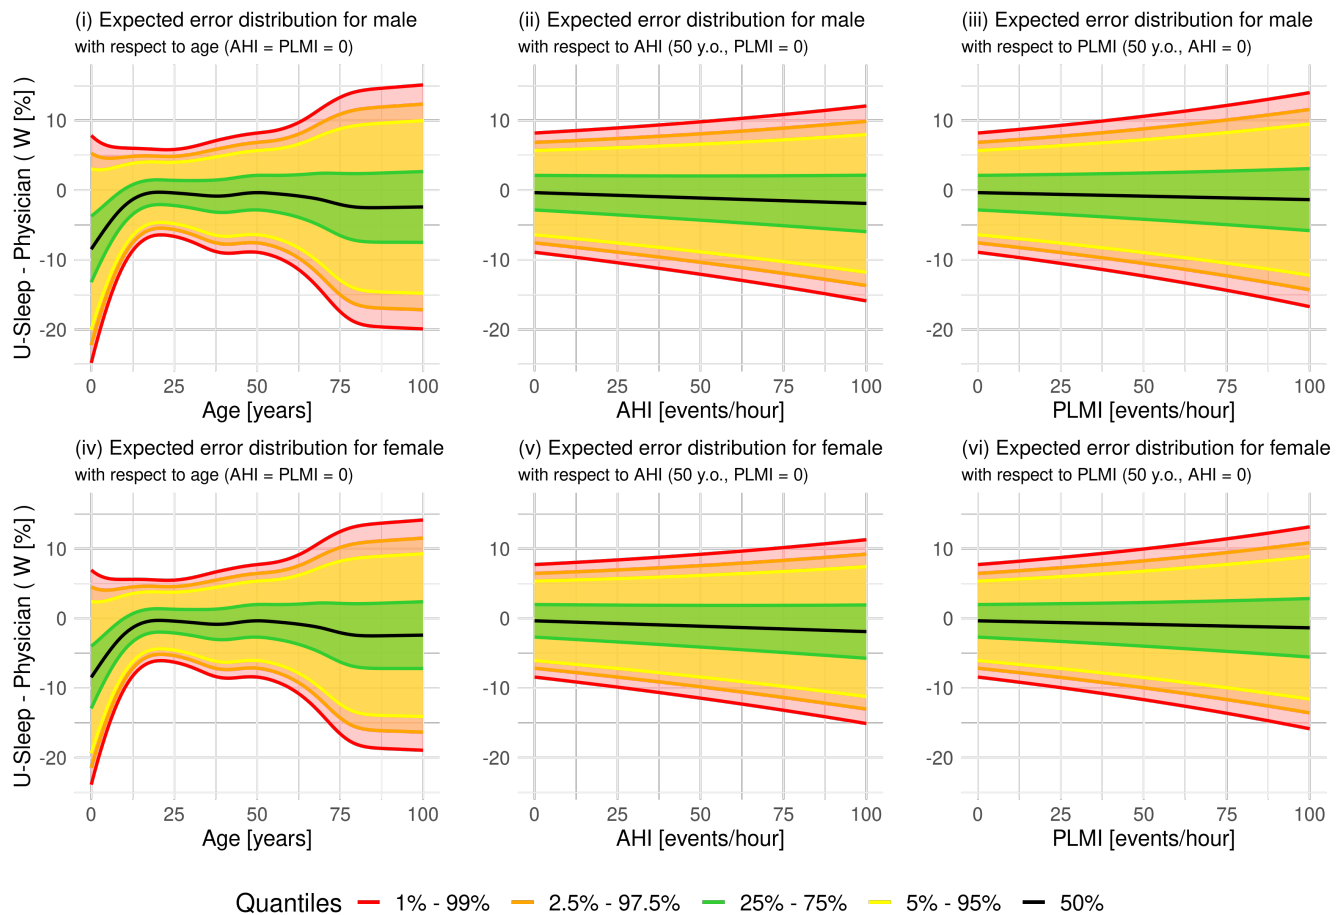 (i) Expected error distribution for male
with respect to age (AHI = PLMI = 0)
(ii) Expected error distribution for male
with respect to AHI (50 y.o., PLMI = 0)
(iii) Expected error distribution for male
with respect to PLMI (50 y.o., AHI = 0)
U-Sleep - Physician ( W [%] )
10
0
-10
-20
10
0
-10
-20
10
0
-10
-20
0 25 50 75 100
0 25 50 75 100
0 25 50 75 100
Age [years]
AHI [events/hour]
PLMI [events/hour]
(iv) Expected error distribution for female
with respect to age (AHI = PLMI = 0)
(v) Expected error distribution for female
with respect to AHI (50 y.o., PLMI = 0)
(vi) Expected error distribution for female
with respect to PLMI (50 y.o., AHI = 0)
U-Sleep - Physician ( W [%] )
10
0
-10
-20
10
0
-10
-20
10
0
-10
-20
0 25 50 75 100
0 25 50 75 100
0 25 50 75 100
Age [years]
AHI [events/hour]
PLMI [events/hour]
Quantiles 1% - 99% 2.5% - 97.5% 25% - 75% 5% - 95% 50%